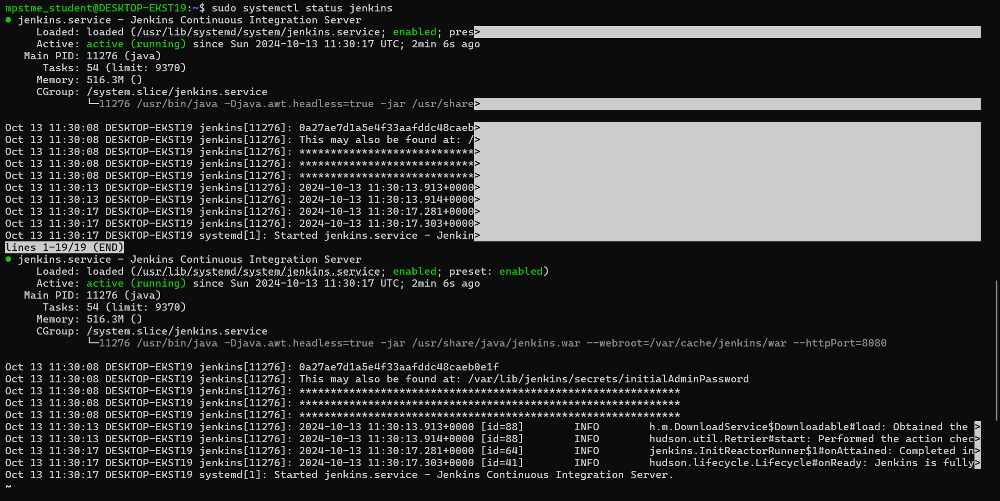 mpstme_student@DESKTOP-EKST19:~$ sudo systemctl status jenkins
● jenkins.service - Jenkins Continuous Integration Server
     Loaded: loaded (/usr/lib/systemd/system/jenkins.service; enabled; pres>
     Active: active (running) since Sun 2024-10-13 11:30:17 UTC; 2min 6s ago
   Main PID: 11276 (java)
      Tasks: 54 (limit: 9370)
     Memory: 516.3M ()
     CGroup: /system.slice/jenkins.service
             └─11276 /usr/bin/java -Djava.awt.headless=true -jar /usr/share>
Oct 13 11:30:08 DESKTOP-EKST19 jenkins[11276]: 0a27ae7d1a5e4f33aafddc48caeb>
Oct 13 11:30:08 DESKTOP-EKST19 jenkins[11276]: This may also be found at: />
Oct 13 11:30:08 DESKTOP-EKST19 jenkins[11276]: ****************************>
Oct 13 11:30:08 DESKTOP-EKST19 jenkins[11276]: ****************************>
Oct 13 11:30:08 DESKTOP-EKST19 jenkins[11276]: ****************************>
Oct 13 11:30:13 DESKTOP-EKST19 jenkins[11276]: 2024-10-13 11:30:13.913+0000>
Oct 13 11:30:13 DESKTOP-EKST19 jenkins[11276]: 2024-10-13 11:30:13.914+0000>
Oct 13 11:30:17 DESKTOP-EKST19 jenkins[11276]: 2024-10-13 11:30:17.281+0000>
Oct 13 11:30:17 DESKTOP-EKST19 jenkins[11276]: 2024-10-13 11:30:17.303+0000>
Oct 13 11:30:17 DESKTOP-EKST19 systemd[1]: Started jenkins.service - Jenkin>
lines 1-19/19 (END)
● jenkins.service - Jenkins Continuous Integration Server
     Loaded: loaded (/usr/lib/systemd/system/jenkins.service; enabled; preset: enabled)
     Active: active (running) since Sun 2024-10-13 11:30:17 UTC; 2min 6s ago
   Main PID: 11276 (java)
      Tasks: 54 (limit: 9370)
     Memory: 516.3M ()
     CGroup: /system.slice/jenkins.service
             └─11276 /usr/bin/java -Djava.awt.headless=true -jar /usr/share/java/jenkins.war --webroot=/var/cache/jenkins/war --httpPort=8080
Oct 13 11:30:08 DESKTOP-EKST19 jenkins[11276]: 0a27ae7d1a5e4f33aafddc48caeb0e1f
Oct 13 11:30:08 DESKTOP-EKST19 jenkins[11276]: This may also be found at: /var/lib/jenkins/secrets/initialAdminPassword
Oct 13 11:30:08 DESKTOP-EKST19 jenkins[11276]: *************************************************************
Oct 13 11:30:08 DESKTOP-EKST19 jenkins[11276]: *************************************************************
Oct 13 11:30:08 DESKTOP-EKST19 jenkins[11276]: *************************************************************
Oct 13 11:30:13 DESKTOP-EKST19 jenkins[11276]: 2024-10-13 11:30:13.913+0000 [id=88]        INFO        h.m.DownloadService$Downloadable#load: Obtained the >
Oct 13 11:30:13 DESKTOP-EKST19 jenkins[11276]: 2024-10-13 11:30:13.914+0000 [id=88]        INFO        hudson.util.Retrier#start: Performed the action chec>
Oct 13 11:30:17 DESKTOP-EKST19 jenkins[11276]: 2024-10-13 11:30:17.281+0000 [id=64]        INFO        jenkins.InitReactorRunner$1#onAttained: Completed in>
Oct 13 11:30:17 DESKTOP-EKST19 jenkins[11276]: 2024-10-13 11:30:17.303+0000 [id=41]        INFO        hudson.lifecycle.Lifecycle#onReady: Jenkins is fully>
Oct 13 11:30:17 DESKTOP-EKST19 systemd[1]: Started jenkins.service - Jenkins Continuous Integration Server.
~